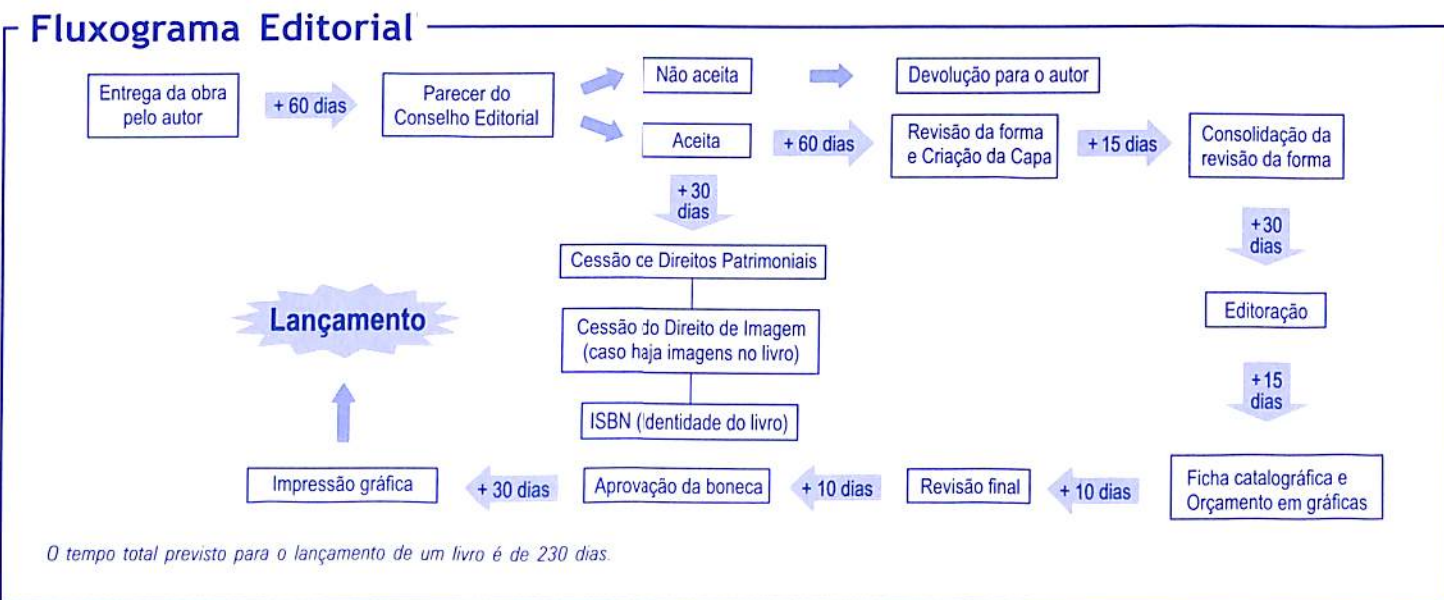 Fluxograma Editorial
Entrega da obra
pelo autor
+ 60 dias
Parecer do
Conselho Editorial
Não aceita
Devolução para o autor
Aceita
+ 60 dias
Revisão da forma
e Criação da Capa
+ 15 dias
Consolidação da
revisão da forma
+ 30
dias
Cessão ce Direitos Patrimoniais
Cessão do Direito de Imagem
(caso haja imagens no livro)
ISBN (Identidade do livro)
+30
dias
Editoração
+15
dias
Ficha catalográfica e
Orçamento em gráficas
+ 10 dias
Revisão final
+ 10 dias
Aprovação da boneca
+ 30 dias
Impressão gráfica
Lançamento
O tempo total previsto para o lançamento de um livro é de 230 dias.